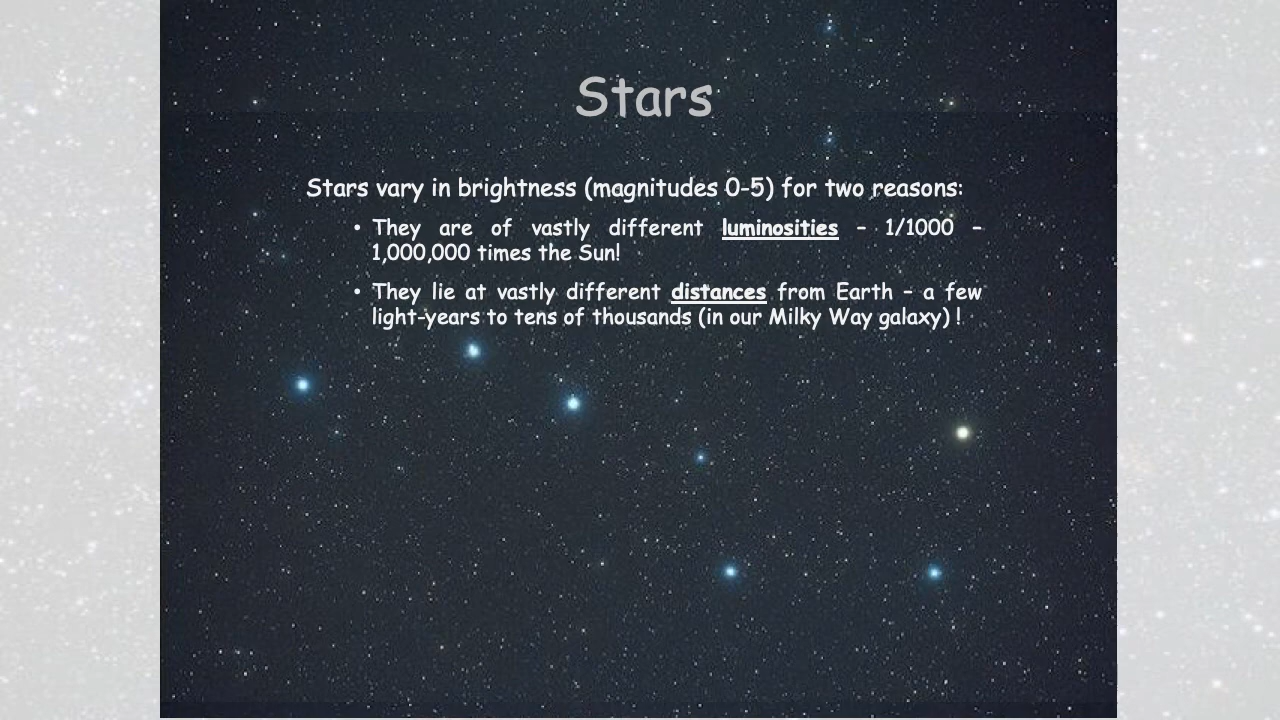 Stars
Stars vary in brightness (magnitudes 0-5) for two reasons:
• They are of vastly different luminosities – 1/1000 –
1,000,000 times the Sun!
• They lie at vastly different distances from Earth – a few
light-years to tens of thousands (in our Milky Way galaxy) !